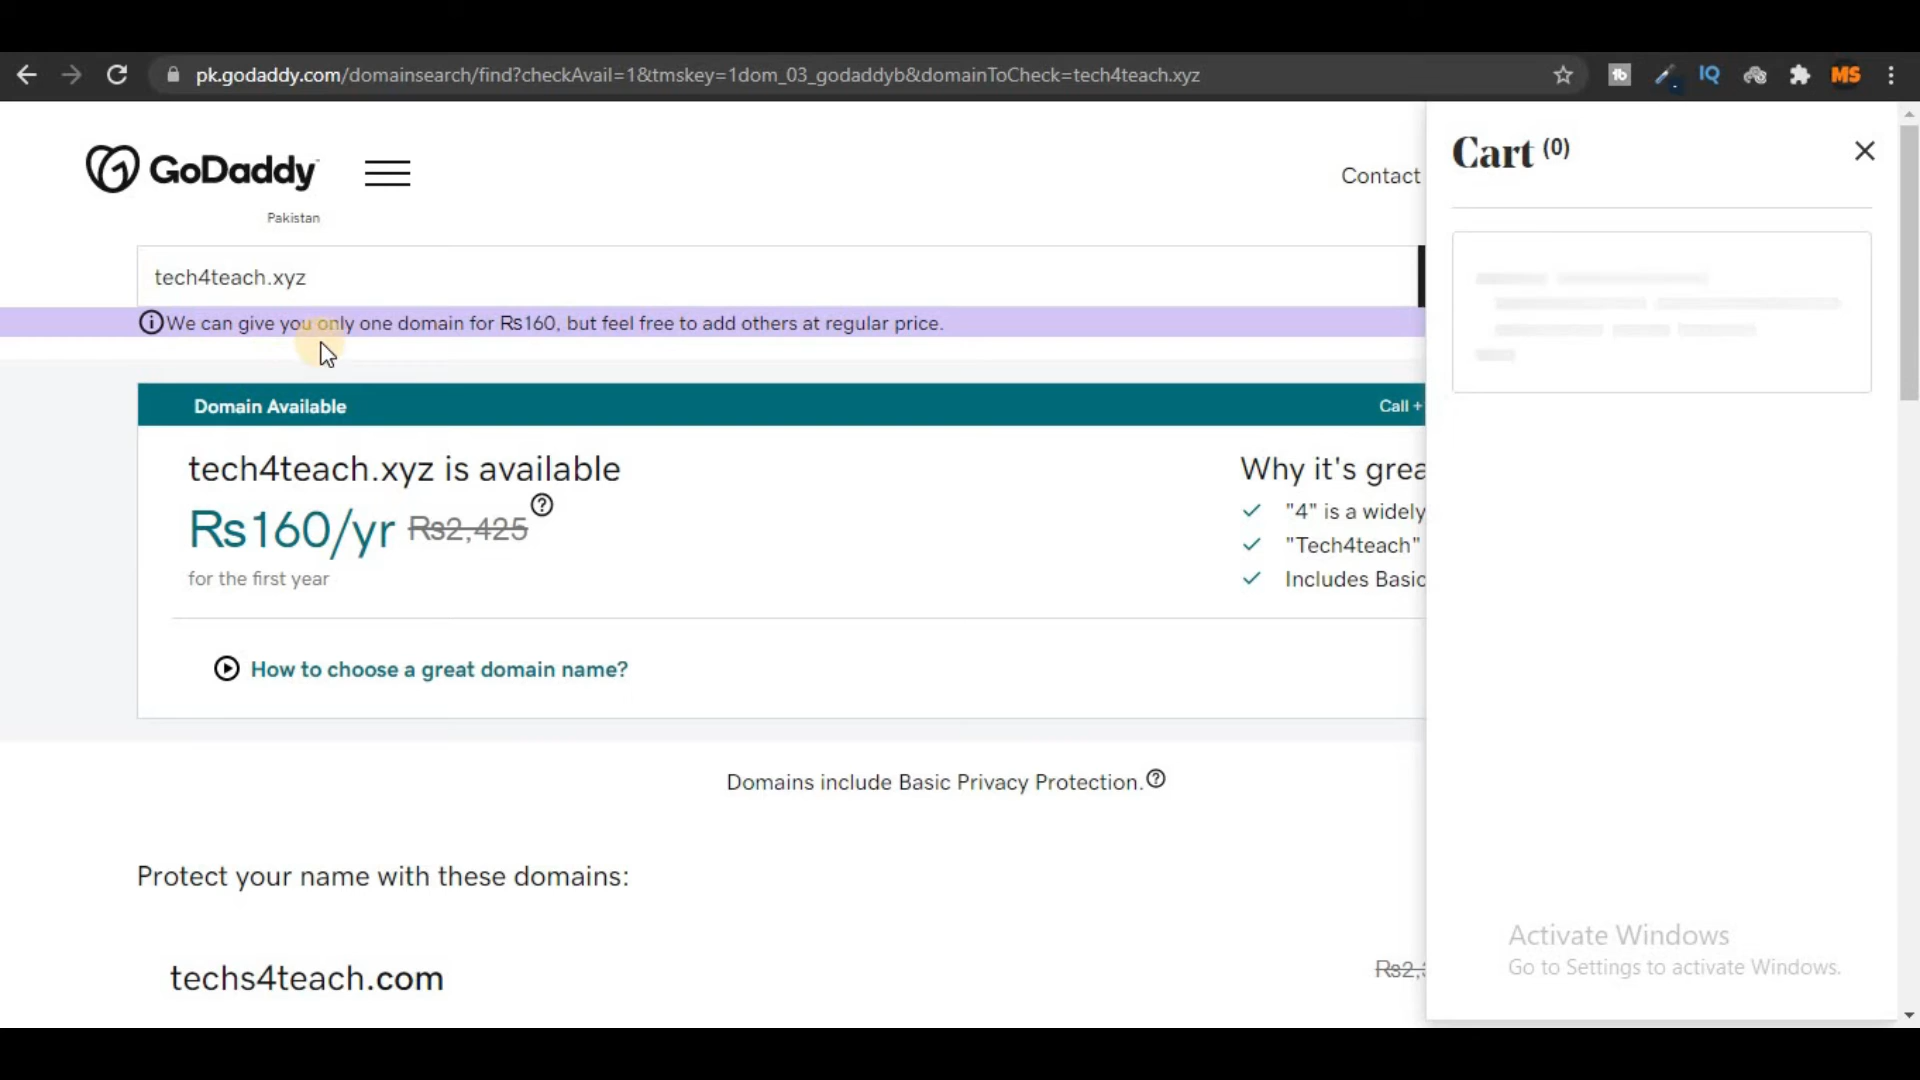 pk.godaddy.com/domainsearch/find?checkAvail=1&tmskey=1dom_03_godaddyb&domainToCheck=tech4teach.xyz
IQ
MS
GoDaddy
Pakistan
Contact
Cart (0)
tech4teach.xyz
We can give you only one domain for Rs160, but feel free to add others at regular price.
Domain Available
Call +
tech4teach.xyz is available
Rs160/yr Rs2,425
for the first year
Why it's grea
"4" is a widely
"Tech4teach"
Includes Basic
How to choose a great domain name?
Domains include Basic Privacy Protection.
Protect your name with these domains:
techs4teach.com
Rs2,
Activate Windows
Go to Settings to activate Windows.